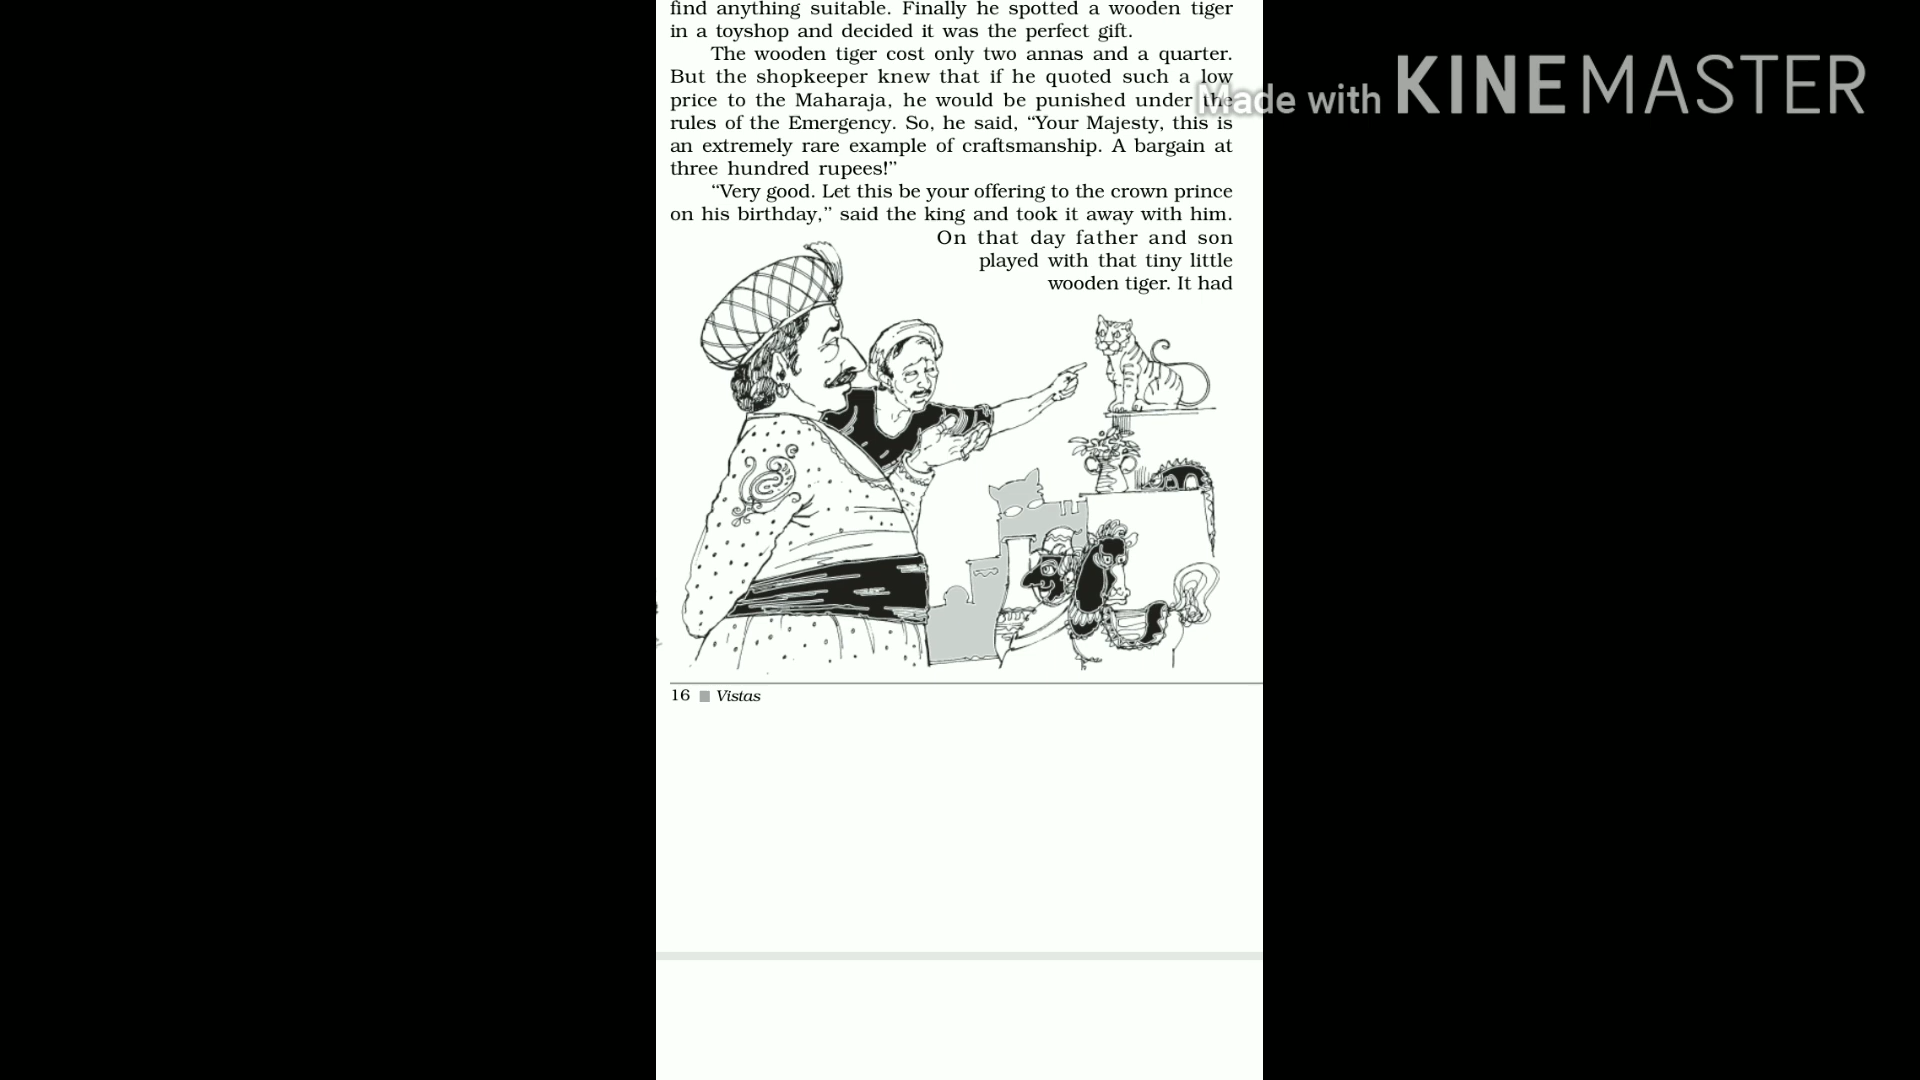 find anything suitable. Finally he spotted a wooden tiger
in a toyshop and decided it was the perfect gift.
The wooden tiger cost only two annas and a quarter.
But the shopkeeper knew that if he quoted such a low
price to the Maharaja, he would be punished under the
rules of the Emergency. So, he said, “Your Majesty, this is
an extremely rare example of craftsmanship. A bargain at
three hundred rupees!”
“Very good. Let this be your offering to the crown prince
on his birthday,” said the king and took it away with him.
On that day father and son
played with that tiny little
wooden tiger. It had
16 Vistas
Made with KINEMASTER